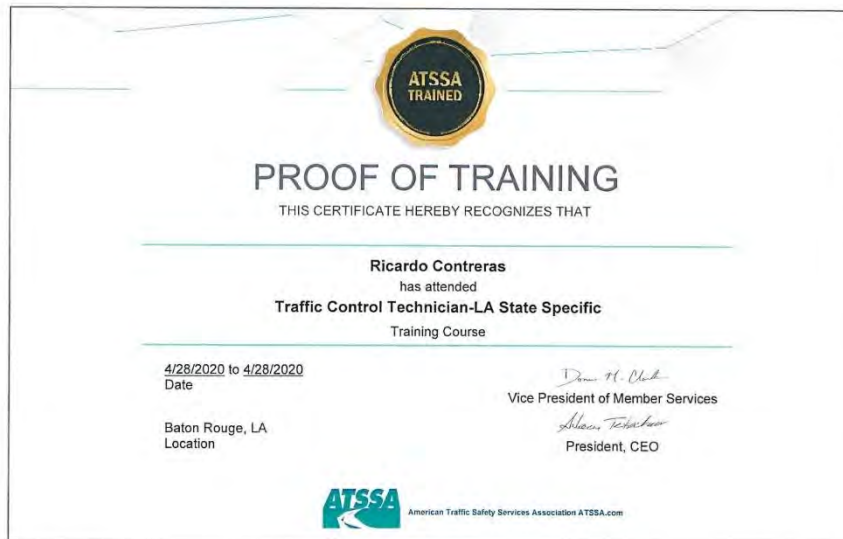 ATSSA
TRAINED
PROOF OF TRAINING
THIS CERTIFICATE HEREBY RECOGNIZES THAT
Ricardo Contreras
has attended
Traffic Control Technician-LA State Specific
Training Course
4/28/2020 to 4/28/2020
Date
Vice President of Member Services
Baton Rouge, LA
Location
President, CEO
ATSSA
American Traffic Safety Services Association ATSSA.com